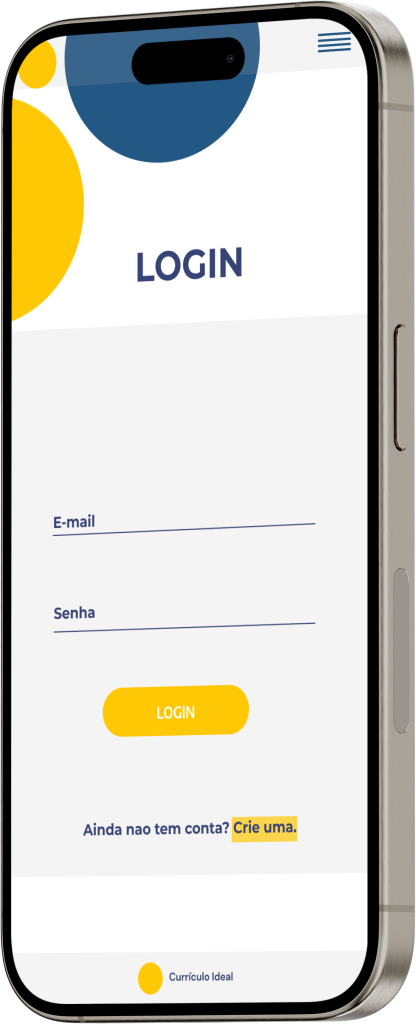 LOGIN
E-mail
Senha
LOGIN
Ainda nao tem conta? Crie uma.
Currículo Ideal